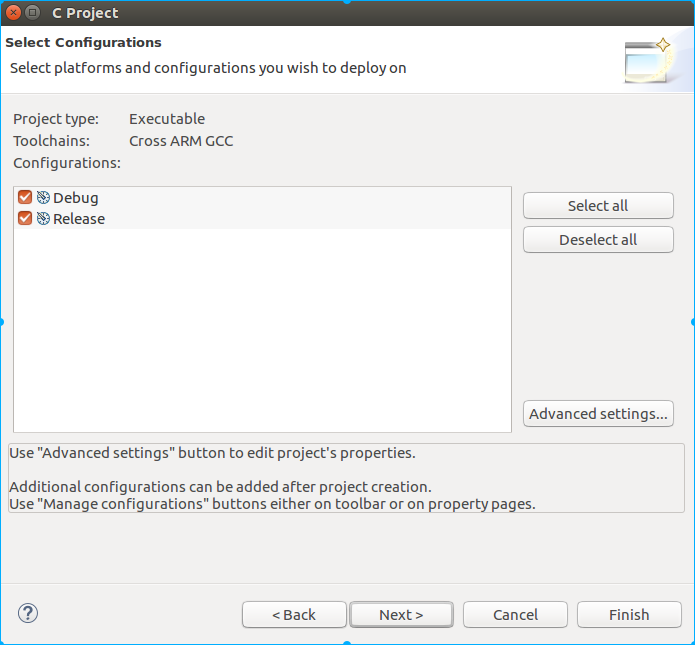 C Project
Select Configurations
Select platforms and configurations you wish to deploy on
Project type: Executable
Toolchains: Cross ARM GCC
Configurations:
Debug
Release
Select all
Deselect all
Advanced settings...
Use "Advanced settings" button to edit project's properties.
Additional configurations can be added after project creation.
Use "Manage configurations" buttons either on toolbar or on property pages.
? < Back Next > Cancel Finish